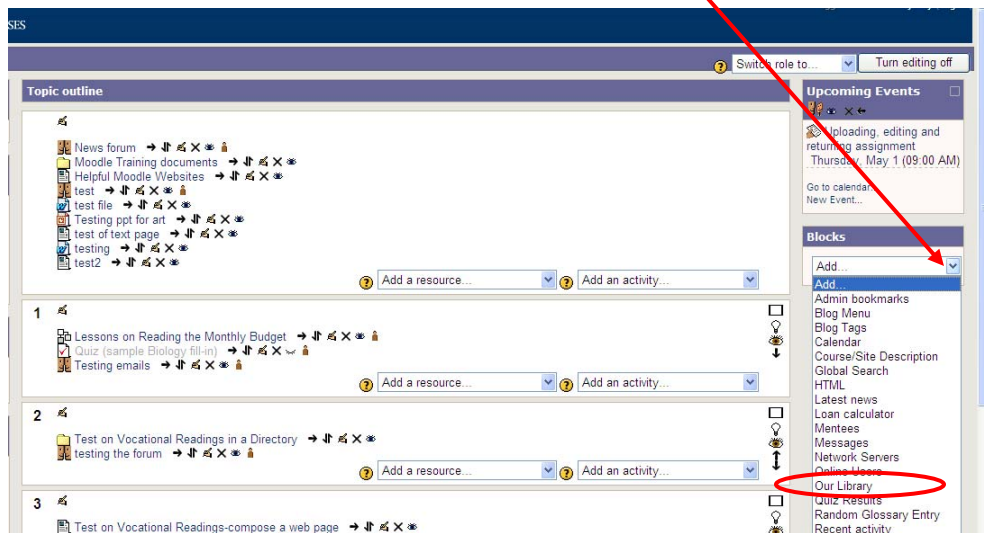 SES
Switch role to...
Turn editing off
Topic outline
News forum
Moodle Training documents
Helpful Moodle Websites
test
test file
Testing ppt for art
test of text page
testing
test2
Add a resource...
Add an activity...
1
Lessons on Reading the Monthly Budget
Quiz (sample Biology fill-in)
Testing emails
Add a resource...
Add an activity...
2
Test on Vocational Readings in a Directory
testing the forum
Add a resource...
Add an activity...
3
Test on Vocational Readings-compose a web page
Upcoming Events
Uploading, editing and
returning assignment
Thursday, May 1 (09:00 AM)
Go to calendar...
New Event...
Blocks
Add...
Add...
Admin bookmarks
Blog Menu
Blog Tags
Calendar
Course/Site Description
Global Search
HTML
Latest news
Loan calculator
Mentees
Messages
Network Servers
Online Users
Our Library
Quiz Results
Random Glossary Entry
Recent activity